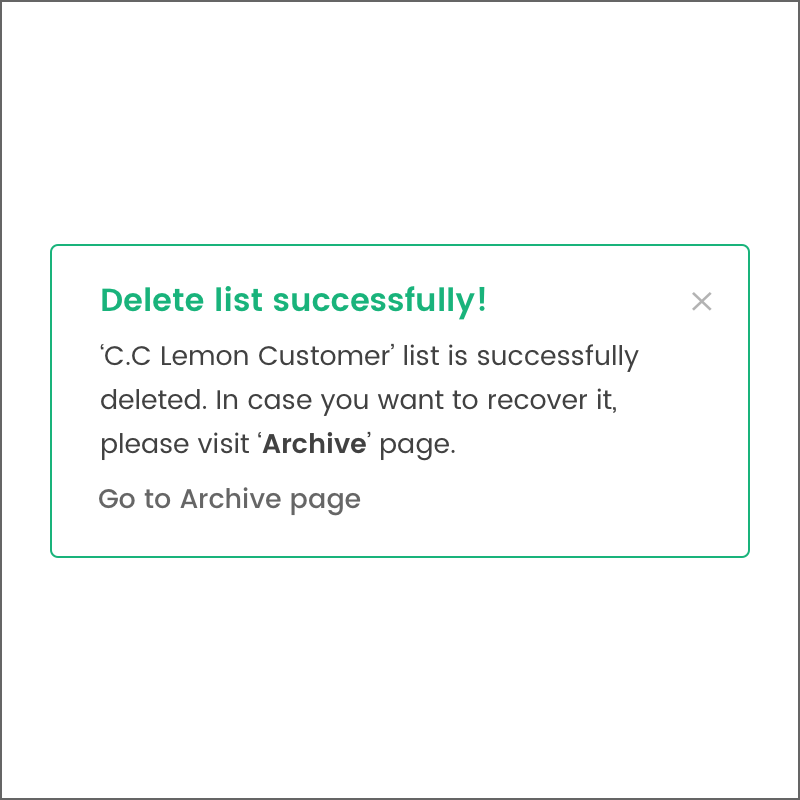 Delete list successfully!
‘C.C Lemon Customer’ list is successfully
deleted. In case you want to recover it,
please visit ‘Archive’ page.
Go to Archive page